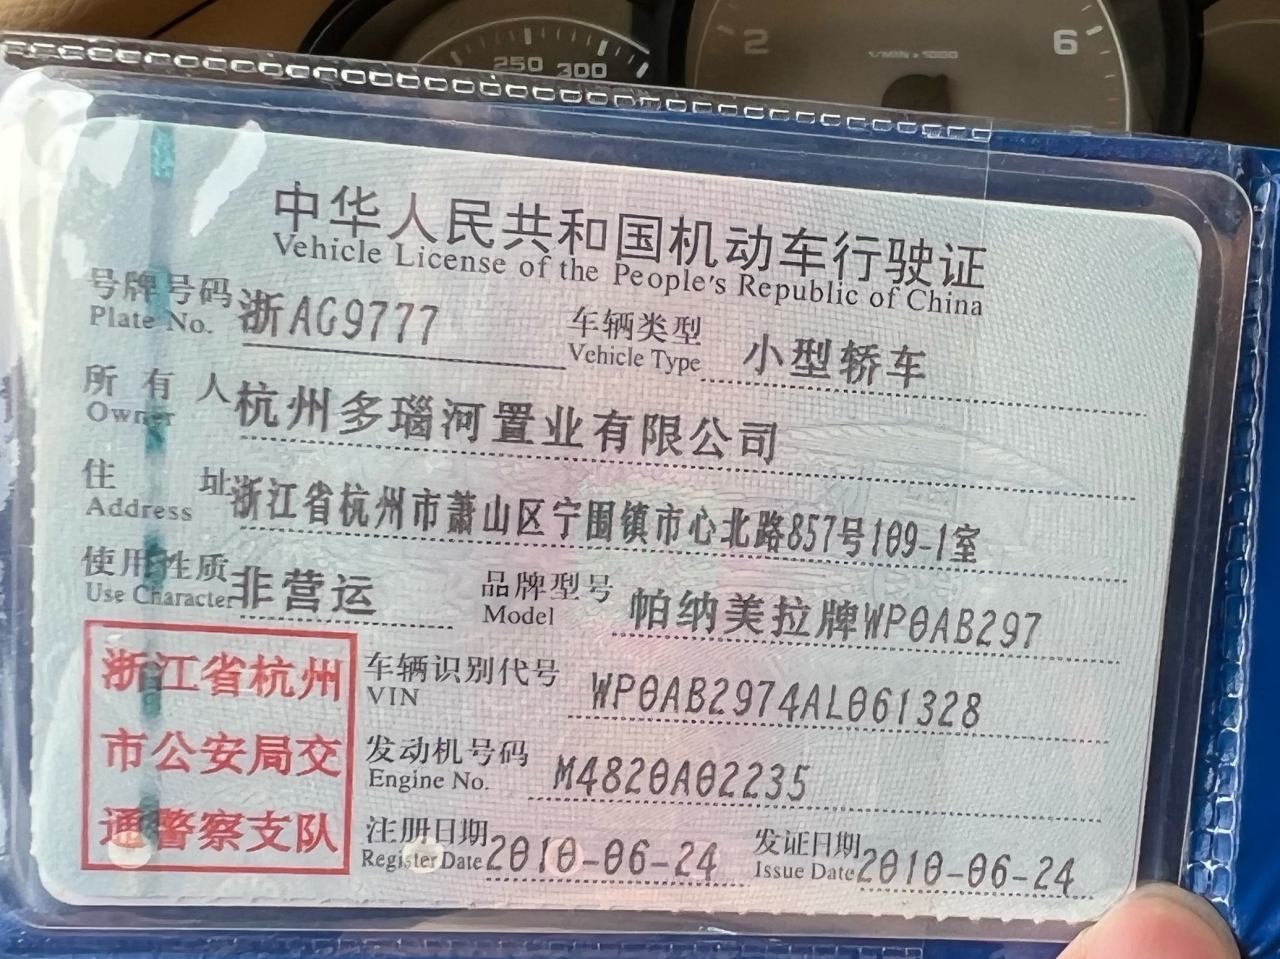 250 300
2 6
1/MIN x 1000
中华人民共和国机动车行驶证
Vehicle License of the People's Republic of China
号牌号码 浙AG9777 车辆类型 小型轿车
Plate No. Vehicle Type
所有人 杭州多瑙河置业有限公司
Owner
住址 浙江省杭州市萧山区宁围镇市心北路857号109-1室
Address
使用性质 非营运 品牌型号 帕纳美拉牌WP0AB297
Use Character Model
浙江省杭州
市公安局交
通警察支队
车辆识别代号 WP0AB2974AL061328
VIN
发动机号码 M4820A02235
Engine No.
注册日期 2010-06-24 发证日期 2010-06-24
Register Date Issue Date